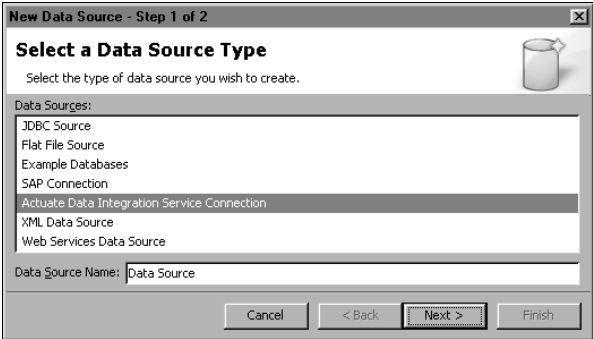 New Data Source - Step 1 of 2
Select a Data Source Type
Select the type of data source you wish to create.
Data Sources:
JDBC Source
Flat File Source
Example Databases
SAP Connection
Actuate Data Integration Service Connection
XML Data Source
Web Services Data Source
Data Source Name: Data Source
Cancel < Back Next > Finish